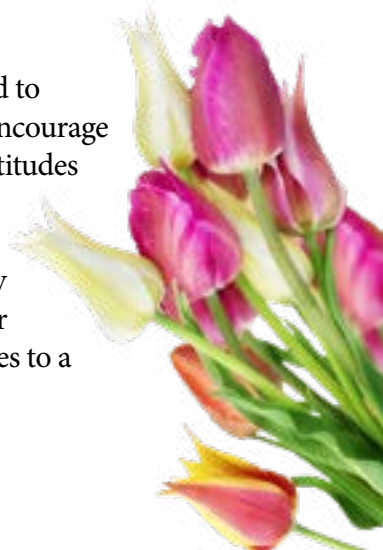 d to
ncourage
titudes
y
r
es to a